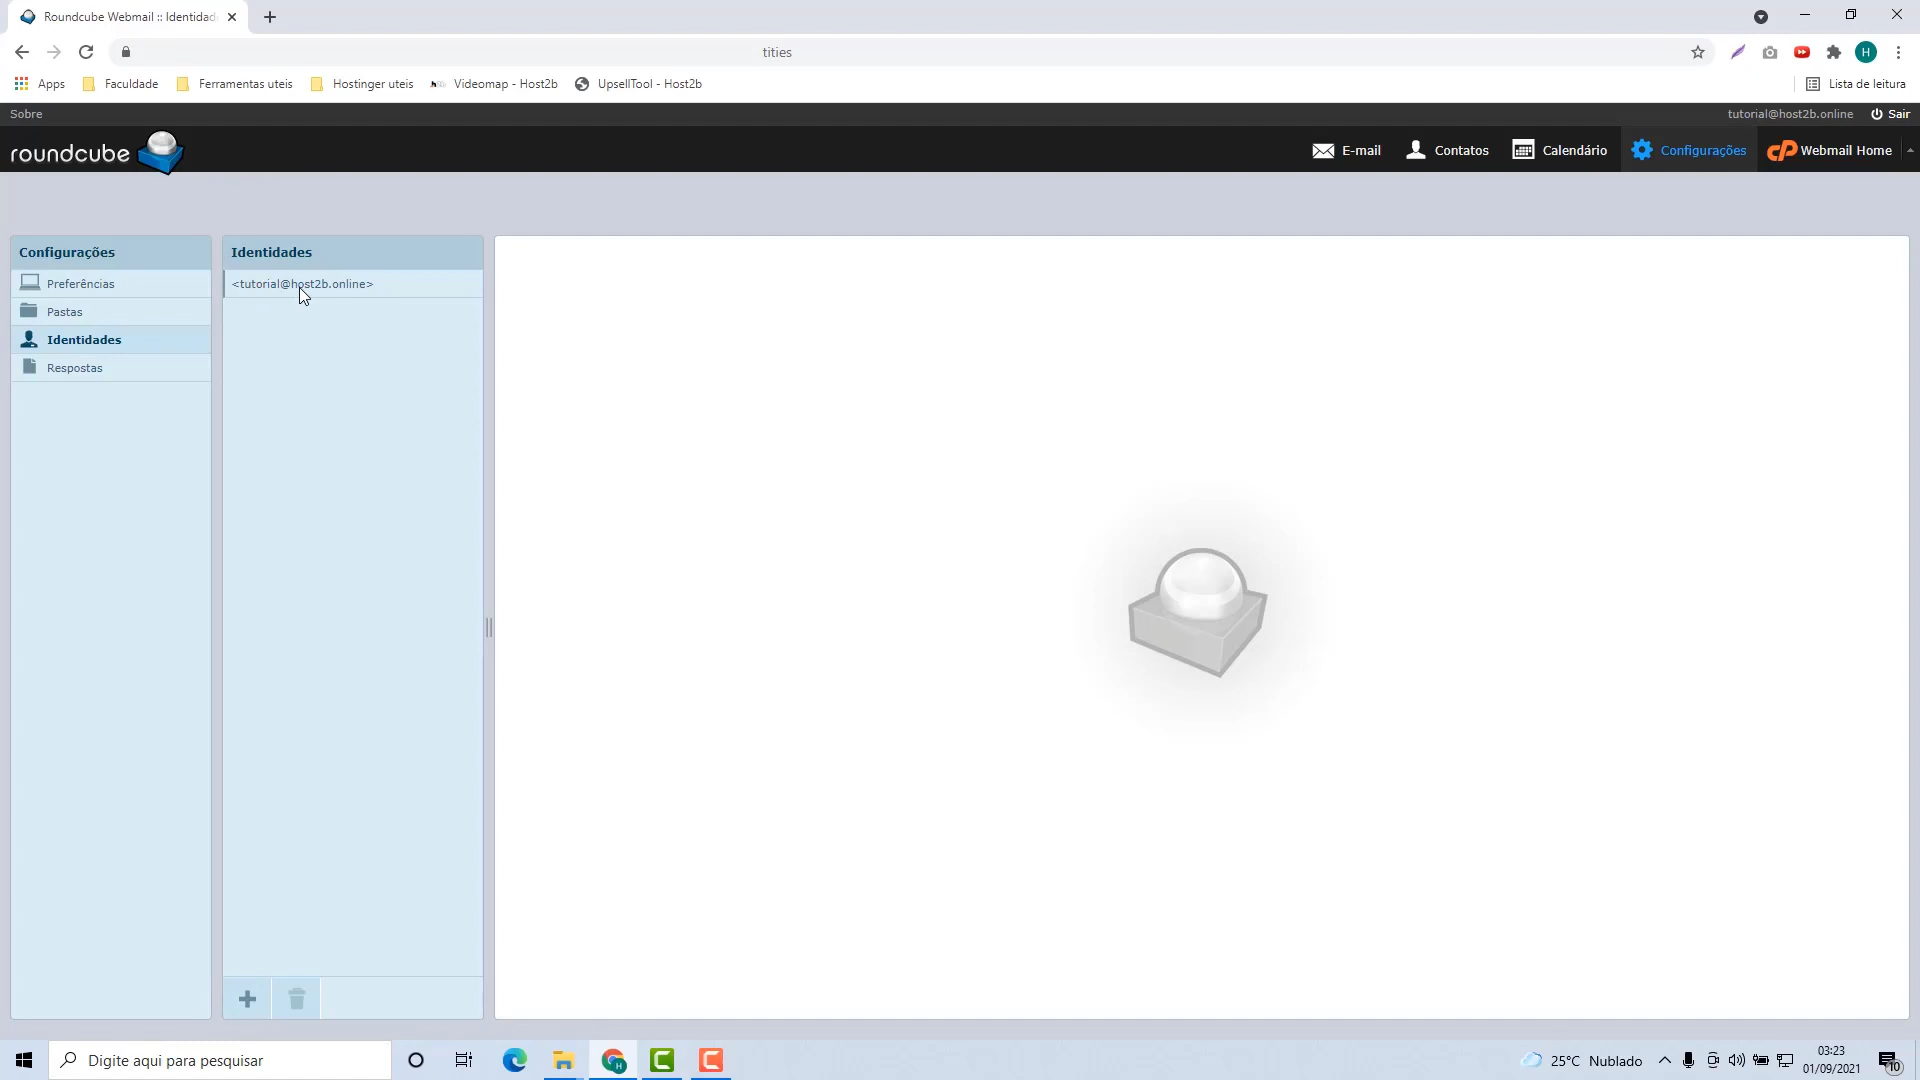 Roundcube Webmail :: Identidad
tities
Apps
Faculdade
Ferramentas uteis
Hostinger uteis
Videomap - Host2b
UpsellTool - Host2b
Lista de leitura
Sobre
tutorial@host2b.online
Sair
roundcube
E-mail
Contatos
Calendário
Configurações
cP Webmail Home
Configurações
Preferências
Pastas
Identidades
Respostas
Identidades
<tutorial@host2b.online>
Digite aqui para pesquisar
25°C Nublado
03:23
01/09/2021
10
H